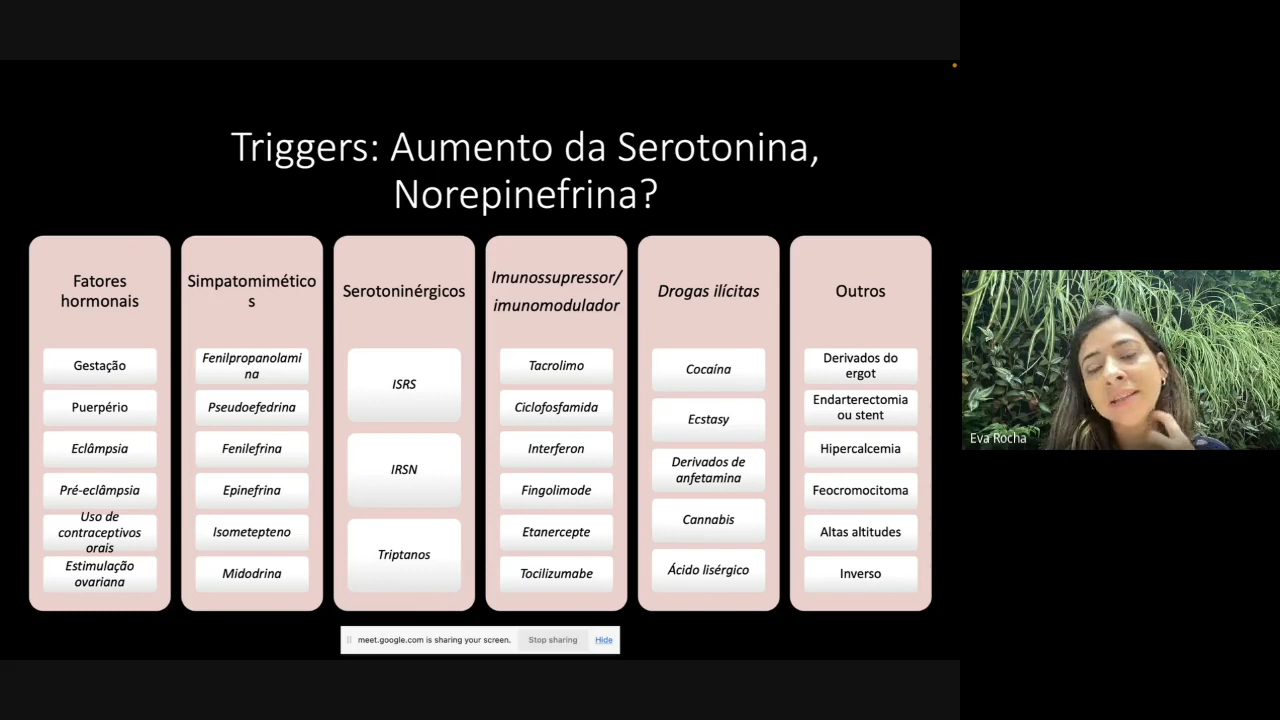 Triggers: Aumento da Serotonina,
Norepinefrina?
Fatores
hormonais
Gestação
Puerpério
Eclâmpsia
Pré-eclâmpsia
Uso de
contraceptivos
orais
Estimulação
ovariana
Simpatomimético
s
Fenilpropanolami
na
Pseudoefedrina
Fenilefrina
Epinefrina
Isometepteno
Midodrina
Serotoninérgicos
ISRS
IRSN
Triptanos
Imunossupressor/
imunomodulador
Tacrolimo
Ciclofosfamida
Interferon
Fingolimode
Etanercepte
Tocilizumabe
Drogas ilícitas
Cocaína
Ecstasy
Derivados de
anfetamina
Cannabis
Ácido lisérgico
Outros
Derivados do
ergot
Endarterectomia
ou stent
Hipercalcemia
Feocromocitoma
Altas altitudes
Inverso
meet.google.com is sharing your screen.
Stop sharing
Hide
Eva Rocha